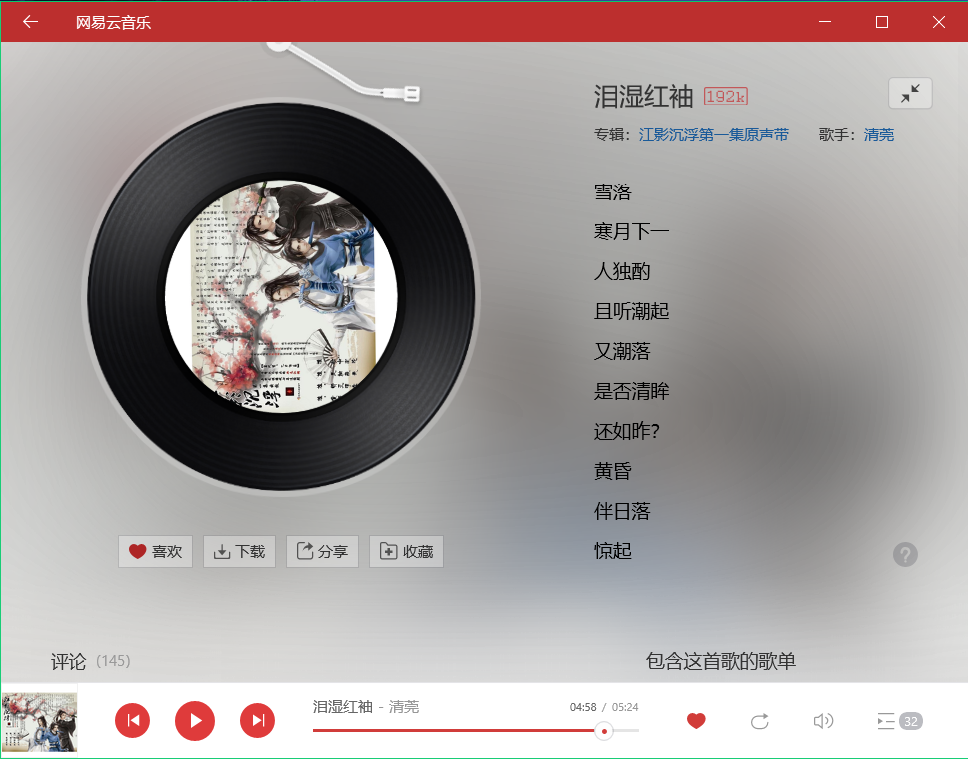 网易云音乐
泪湿红袖 192k
专辑：江影沉浮第一集原声带 歌手：清莞
雪落
寒月下一
人独酌
且听潮起
又潮落
是否清眸
还如昨?
黄昏
伴日落
惊起
喜欢 下载 分享 收藏
?
评论 (145)
包含这首歌的歌单
泪湿红袖 - 清莞
04:58 / 05:24
32